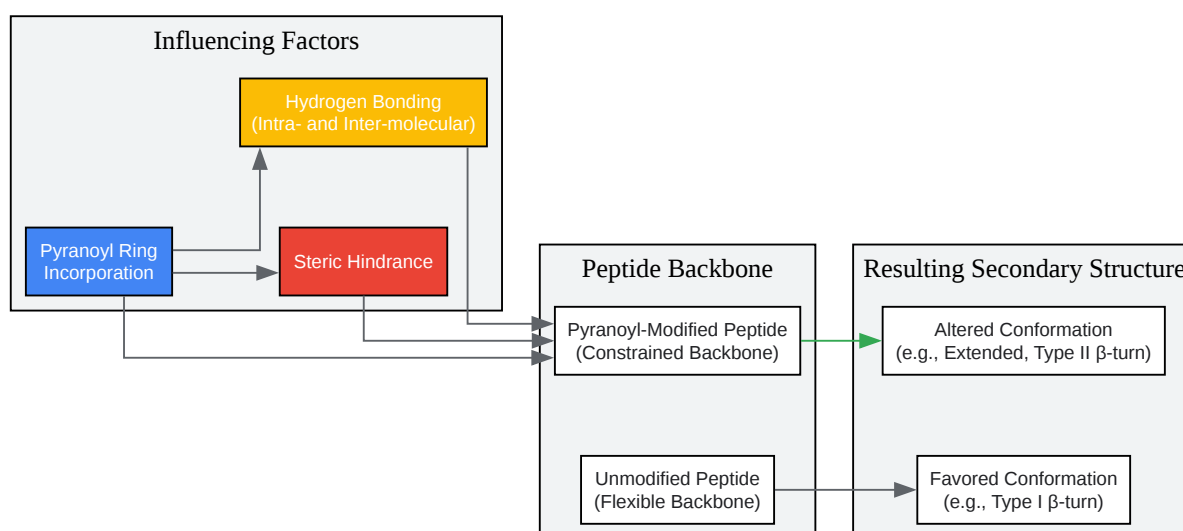 Influencing Factors
Hydrogen Bonding
(Intra- and Inter-molecular)
Pyranoyl Ring
Incorporation
Steric Hindrance
Peptide Backbone
Pyranoyl-Modified Peptide
(Constrained Backbone)
Unmodified Peptide
(Flexible Backbone)
Resulting Secondary Structure
Altered Conformation
(e.g., Extended, Type II β-turn)
Favored Conformation
(e.g., Type I β-turn)